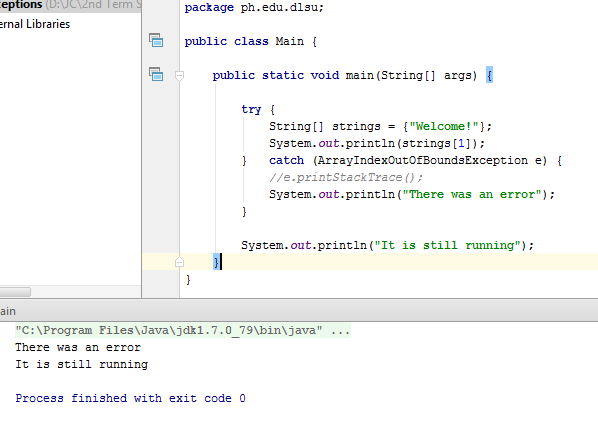 ceptions (D:\JC\2nd Term S
ernal Libraries
package ph.edu.dlsu;
public class Main {
public static void main(String[] args) {
try {
String[] strings = {"Welcome!"};
System.out.println(strings[1]);
} catch (ArrayIndexOutOfBoundsException e) {
//e.printStackTrace();
System.out.println("There was an error");
}
System.out.println("It is still running");
}
}
ain
"C:\Program Files\Java\jdk1.7.0_79\bin\java" ...
There was an error
It is still running
Process finished with exit code 0